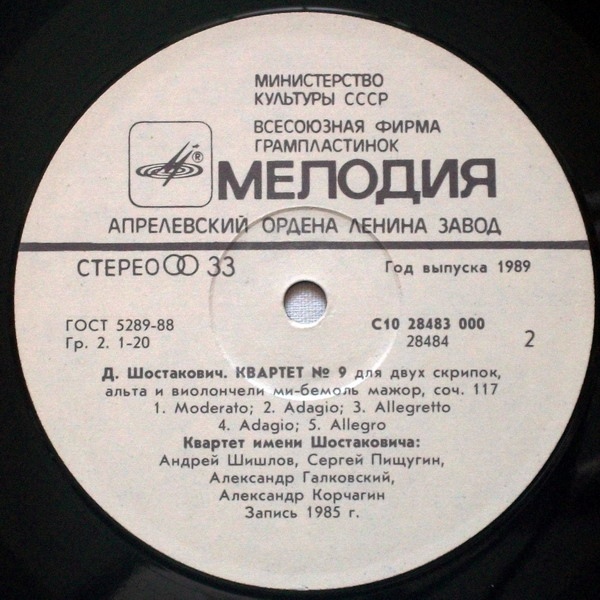 МИНИСТЕРСТВО
КУЛЬТУРЫ СССР
ВСЕСОЮЗНАЯ ФИРМА
ГРАМПЛАСТИНОК
® МЕЛОДИЯ
АПРЕЛЕВСКИЙ ОРДЕНА ЛЕНИНА ЗАВОД
СТЕРЕО 33 Год выпуска 1989
ГОСТ 5289-88 С10 28483 000
Гр. 2. 1-20 28484 2
Д. Шостакович. КВАРТЕТ № 9 для двух скрипок,
альта и виолончели ми-бемоль мажор, соч. 117
1. Moderato; 2. Adagio; 3. Allegretto
4. Adagio; 5. Allegro
Квартет имени Шостаковича:
Андрей Шишлов, Сергей Пищугин,
Александр Галковский,
Александр Корчагин
Запись 1985 г.